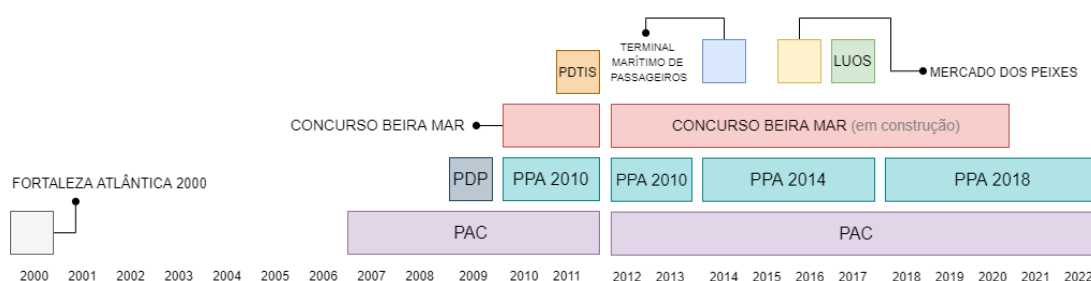 TERMINAL
MARÍTIMO DE
PASSAGEIROS
PDTIS
LUOS
MERCADO DOS PEIXES
CONCURSO BEIRA MAR
CONCURSO BEIRA MAR (em construção)
FORTALEZA ATLÂNTICA 2000
PDP
PPA 2010
PPA 2010
PPA 2014
PPA 2018
PAC
PAC
2000 2001 2002 2003 2004 2005 2006 2007 2008 2009 2010 2011 2012 2013 2014 2015 2016 2017 2018 2019 2020 2021 2022